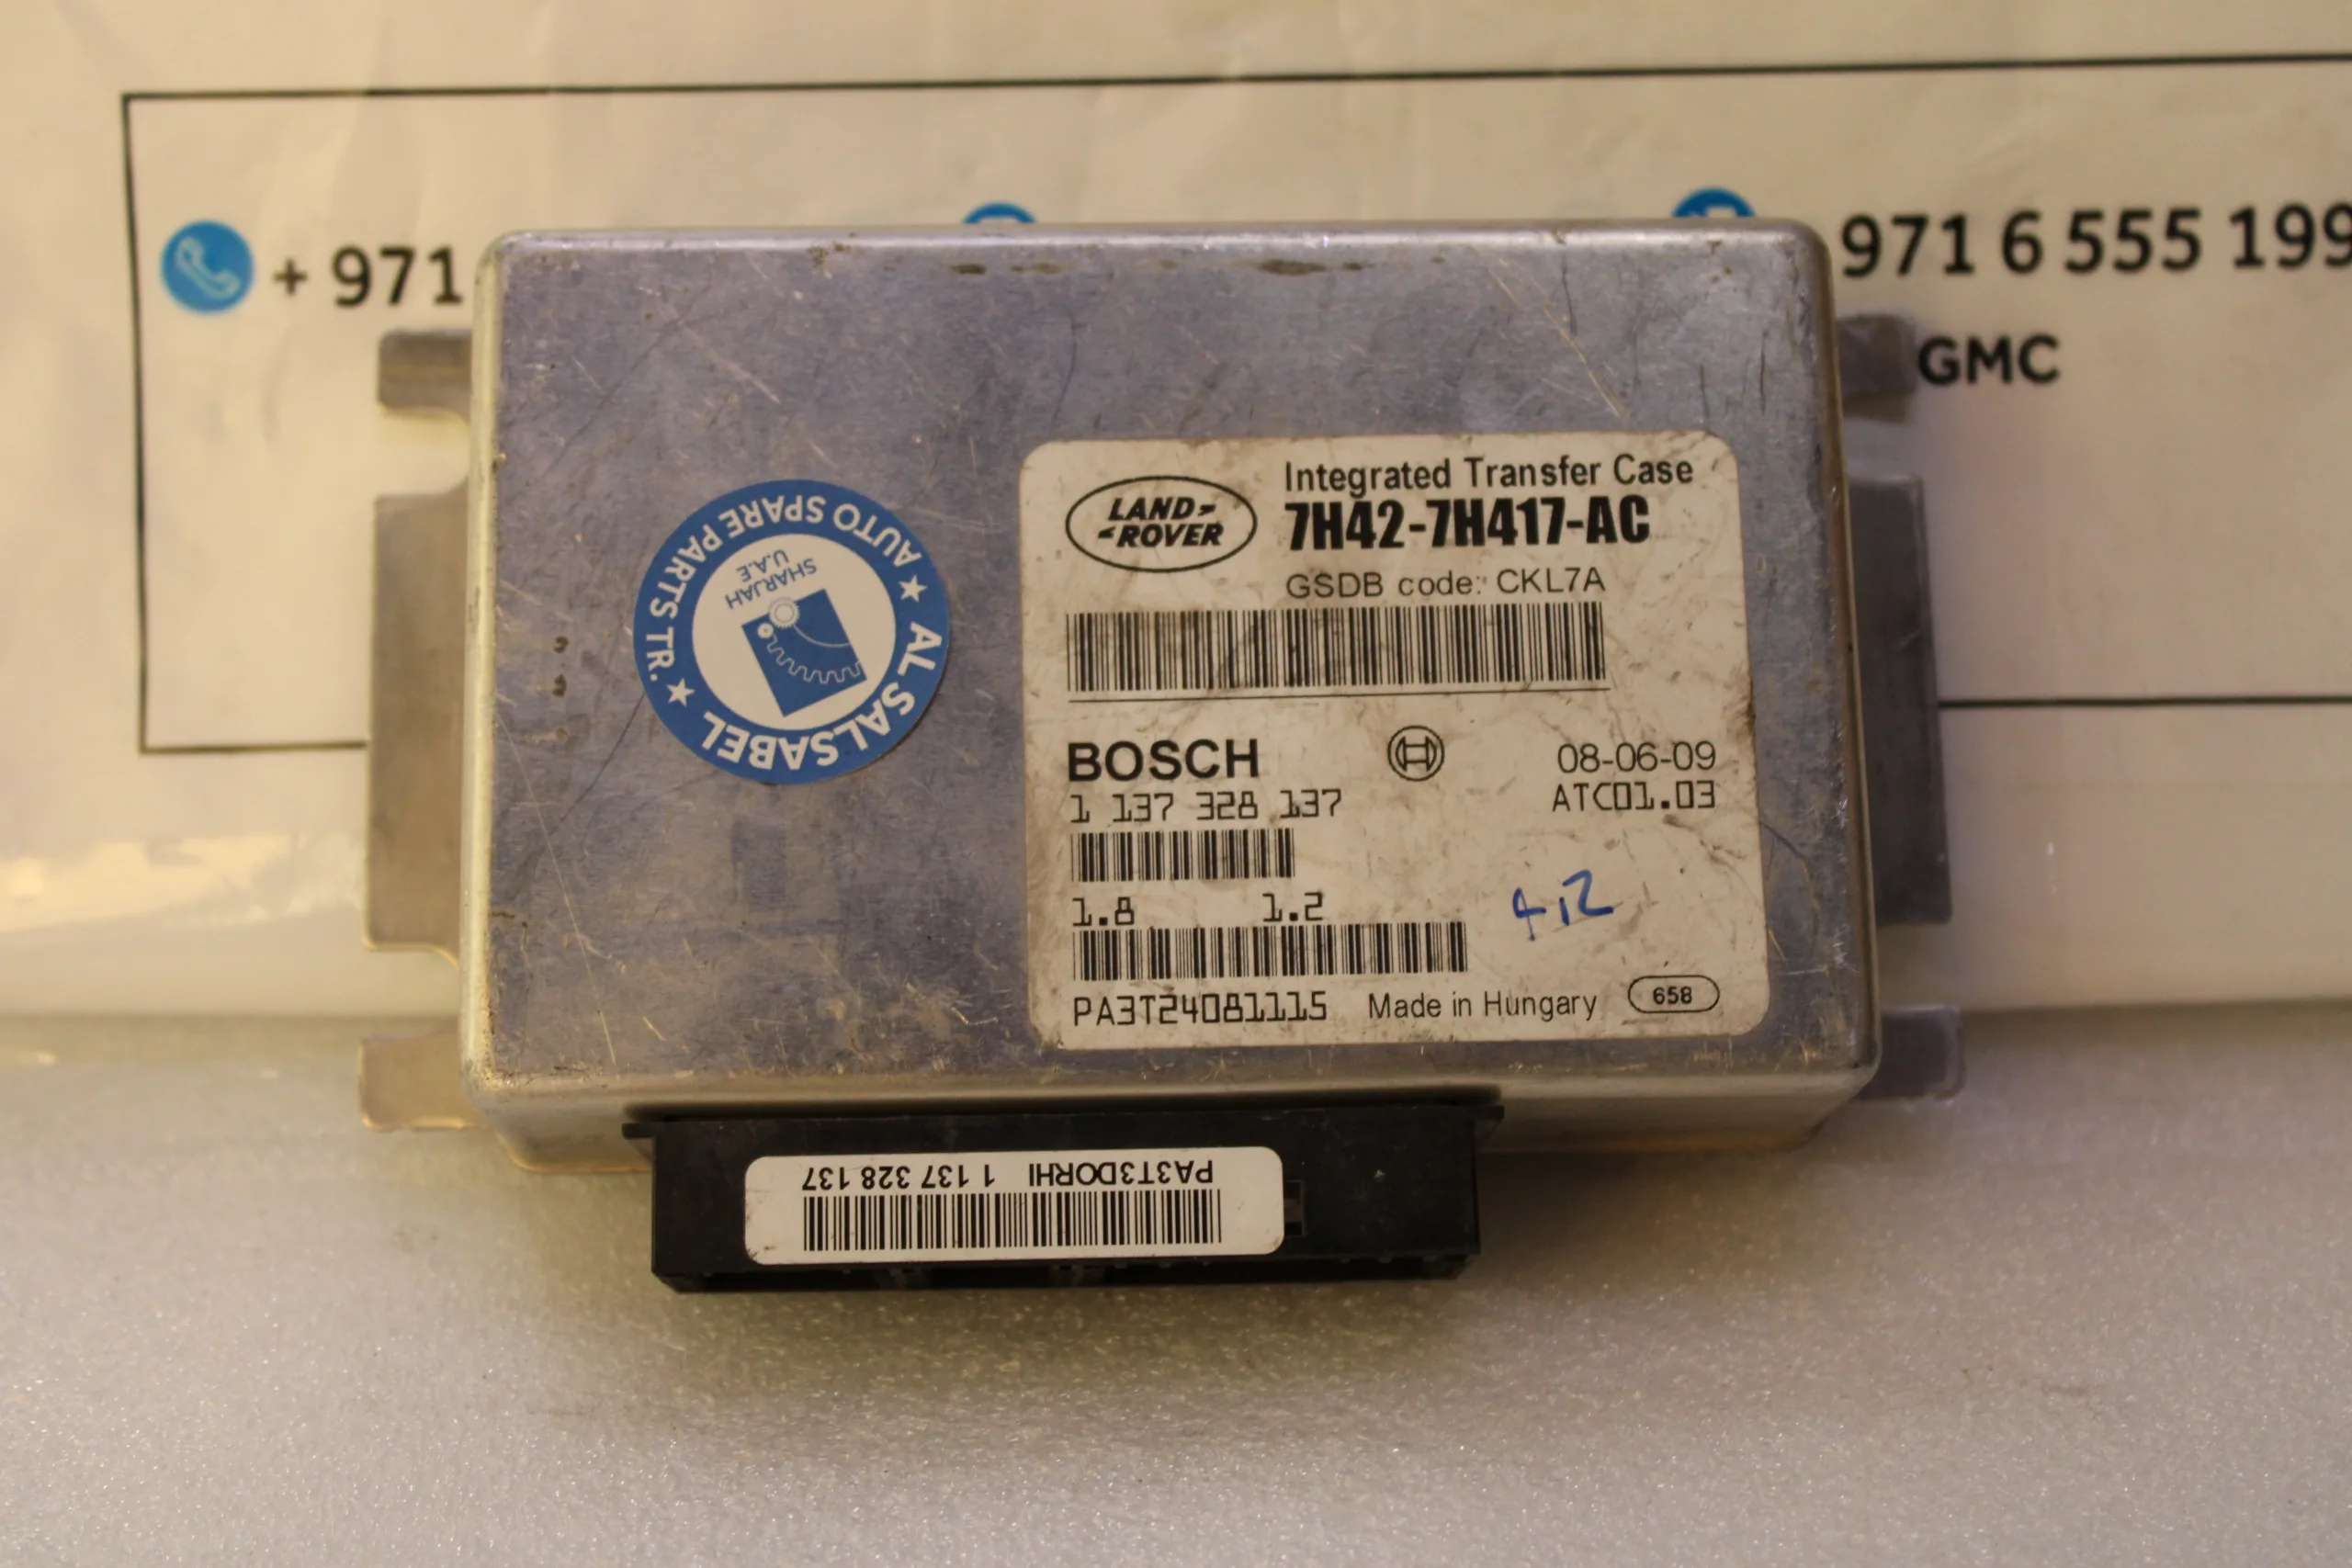 + 971
971 6 555 199
GMC
LAND-
-ROVER
Integrated Transfer Case
7H42-7H417-AC
GSDB code: CKL7A
★ AUTO SPARE PARTS TR. ★
AL SALSABEL
SHARJAH
U.A.E
BOSCH
08-06-09
1 137 328 137
ATC01.03
1.8 1.2
412
PA3T24081115 Made in Hungary 658
PA3T3DORHI 1 137 328 137